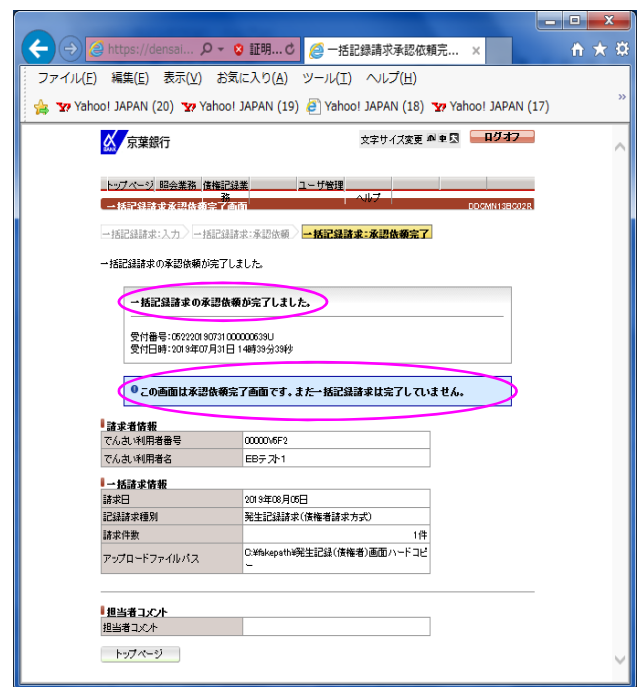 https://densai...
証明...
一括記録請求承認依頼完...
ファイル(F) 編集(E) 表示(V) お気に入り(A) ツール(T) ヘルプ(H)
Yahoo! JAPAN (20) Yahoo! JAPAN (19) Yahoo! JAPAN (18) Yahoo! JAPAN (17)
京葉銀行
文字サイズ変更 小 中 大 ログオフ
トップページ 照会業務 債権記録業務 ユーザ管理 ヘルプ
一括記録請求承認依頼完了画面
一括記録請求:入力 一括記録請求:承認依頼 一括記録請求:承認依頼完了
一括記録請求の承認依頼が完了しました。
一括記録請求の承認依頼が完了しました。
受付番号:052220190731000000639U
受付日時:2019年07月31日 14時39分39秒
この画面は承認依頼完了画面です。また一括記録請求は完了していません。
請求者情報
でんさい利用者番号 00000V6F2
でんさい利用者名 EBテスト1
一括請求情報
請求日 2019年08月05日
記録請求種別 発生記録請求(債権者請求方式)
請求件数 1件
アップロードファイルパス C:¥fakepath¥発生記録(債権者)画面ハードコピ
ー
担当者コメント
担当者コメント
トップページ